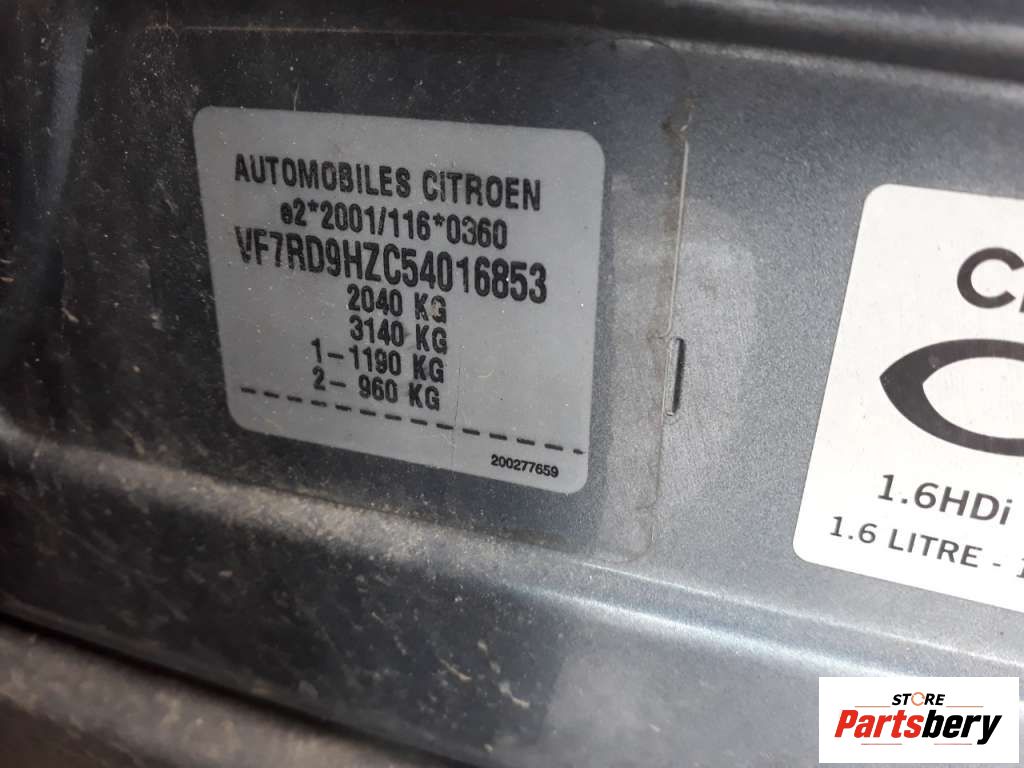 AUTOMOBILES CITROEN
e2*2001/116*0360
VF7RD9HZC54016853
2040 KG
3140 KG
1-1190 KG
2- 960 KG
200277659
1.6HDi
1.6 LITRE -
STORE
Partsbery